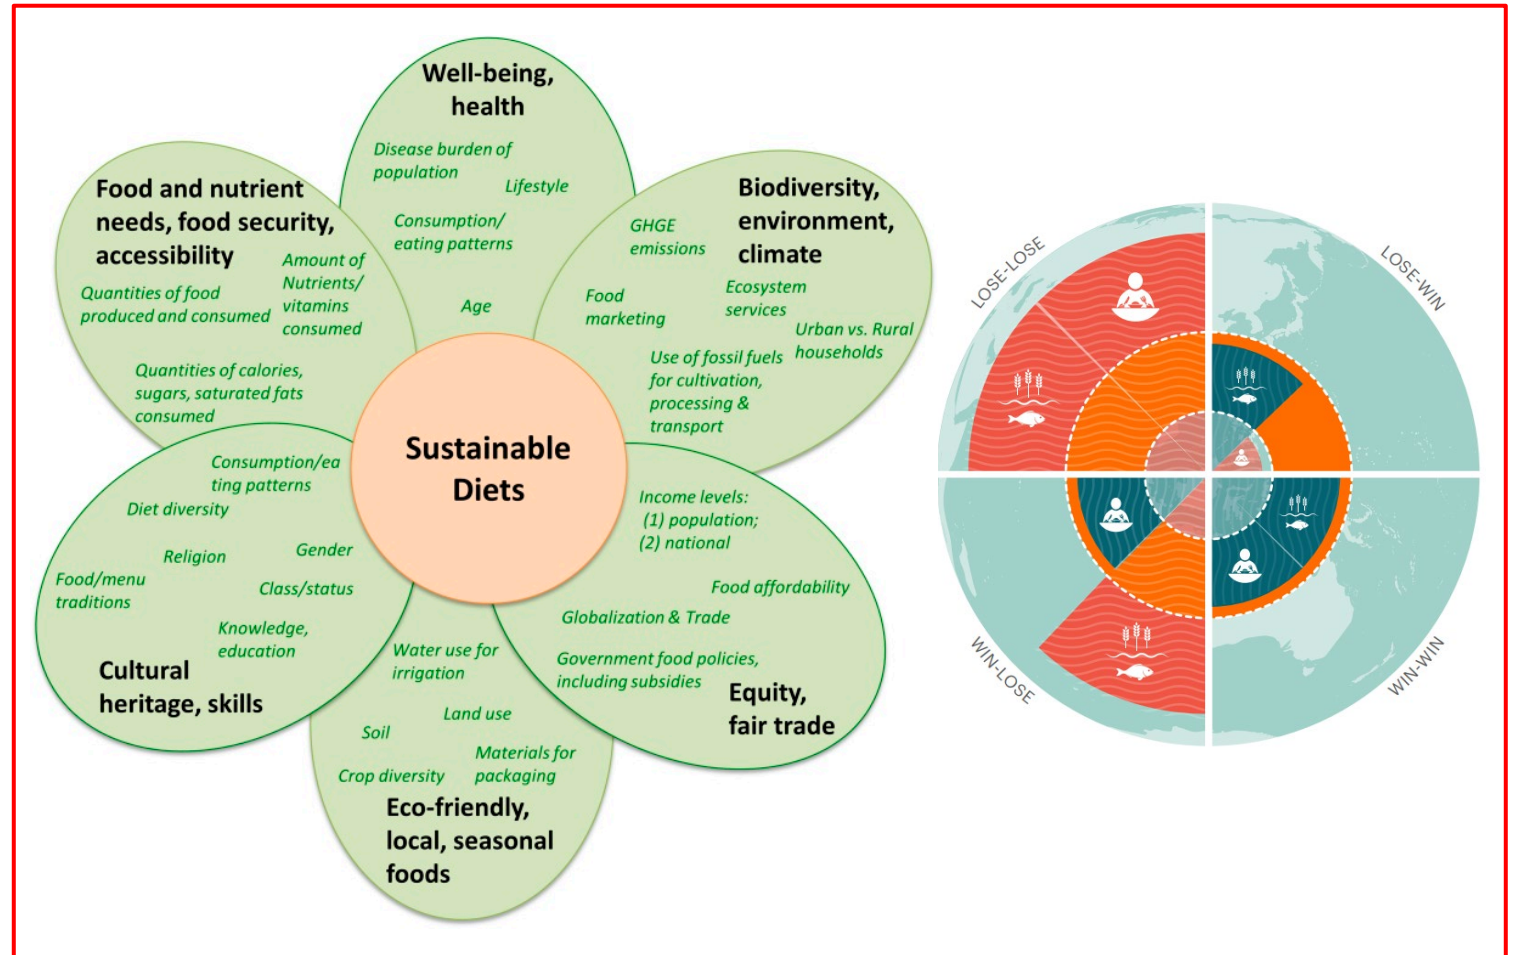 Well-being,
health
Disease burden of
population
Lifestyle
Consumption/
eating patterns
Age
Food and nutrient
needs, food security,
accessibility
Amount of
Nutrients/
vitamins
consumed
Quantities of food
produced and consumed
Quantities of calories,
sugars, saturated fats
consumed
Biodiversity,
environment,
climate
GHGE
emissions
Ecosystem
services
Food
marketing
Urban vs. Rural
households
Use of fossil fuels
for cultivation,
processing &
transport
Sustainable
Diets
Consumption/ea
ting patterns
Diet diversity
Religion
Gender
Food/menu
traditions
Class/status
Knowledge,
education
Cultural
heritage, skills
Income levels:
(1) population;
(2) national
Food affordability
Globalization & Trade
Government food policies,
including subsidies
Equity,
fair trade
Water use for
irrigation
Land use
Soil
Materials for
packaging
Crop diversity
Eco-friendly,
local, seasonal
foods
LOSE-LOSE
LOSE-WIN
WIN-LOSE
WIN-WIN